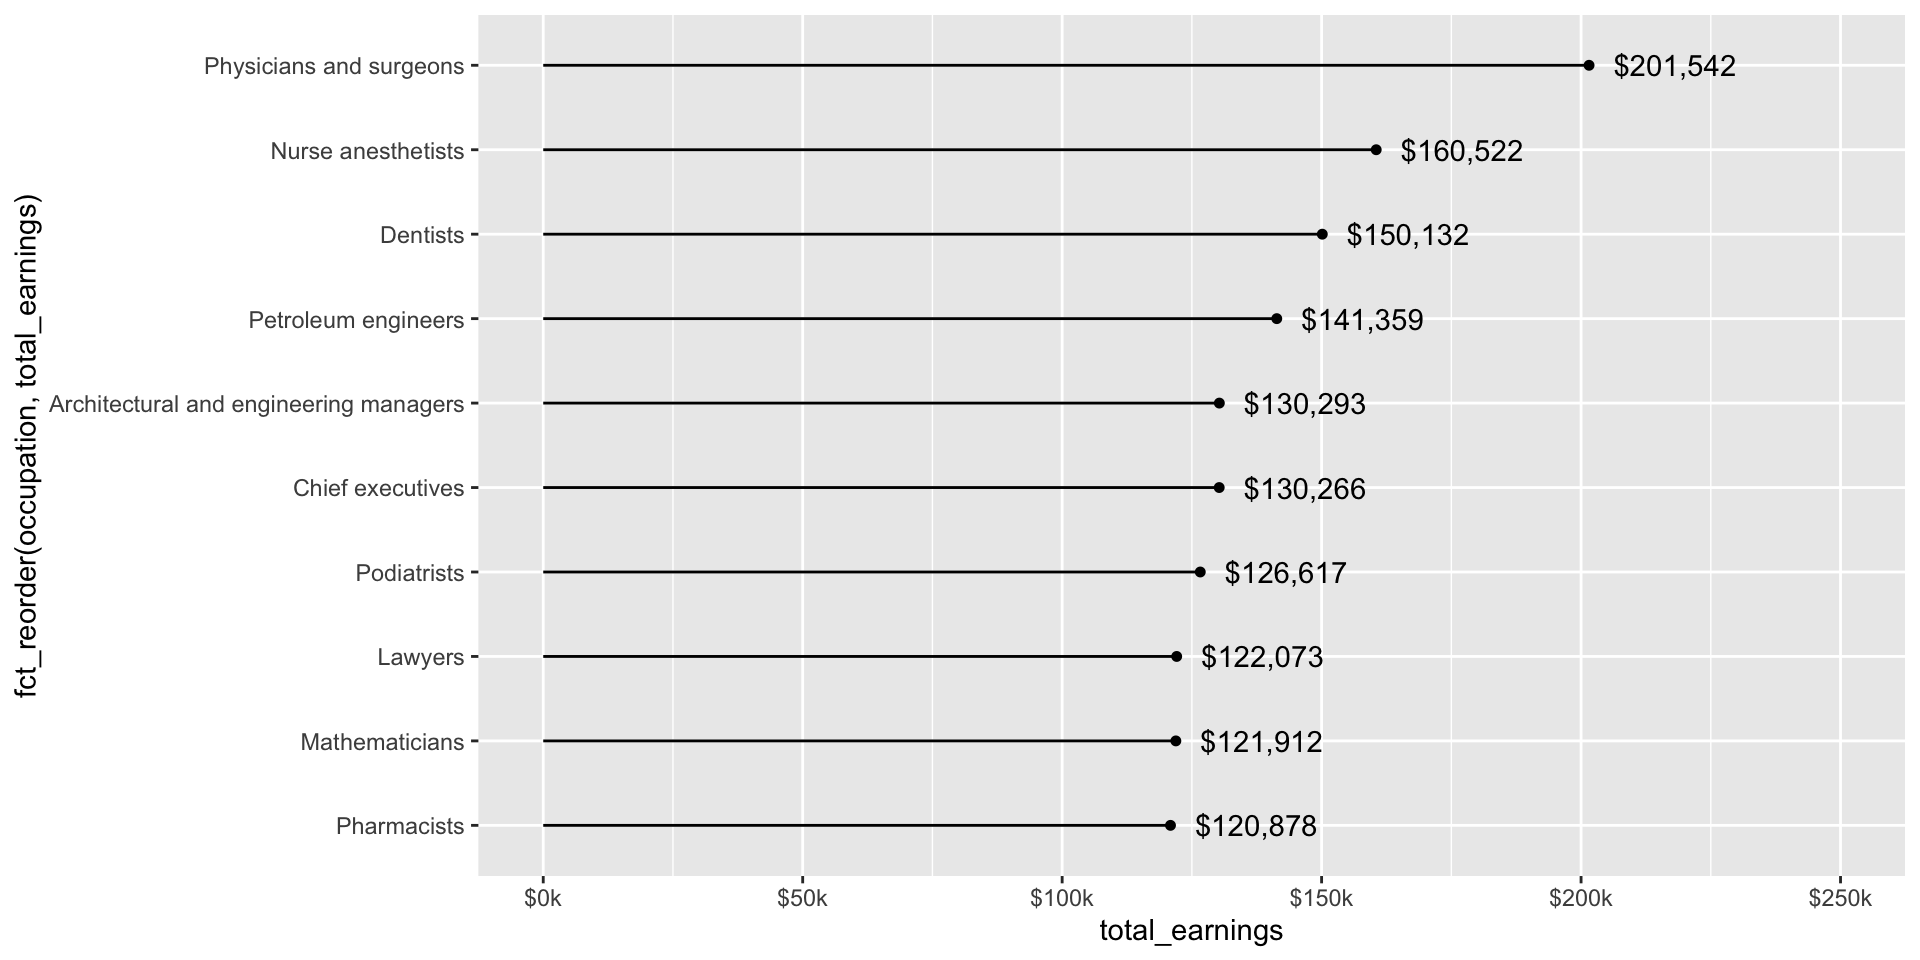 fct_reorder(occupation, total_earnings)
Physicians and surgeons $201,542
Nurse anesthetists $160,522
Dentists $150,132
Petroleum engineers $141,359
Architectural and engineering managers $130,293
Chief executives $130,266
Podiatrists $126,617
Lawyers $122,073
Mathematicians $121,912
Pharmacists $120,878
$0k $50k $100k $150k $200k $250k
total_earnings